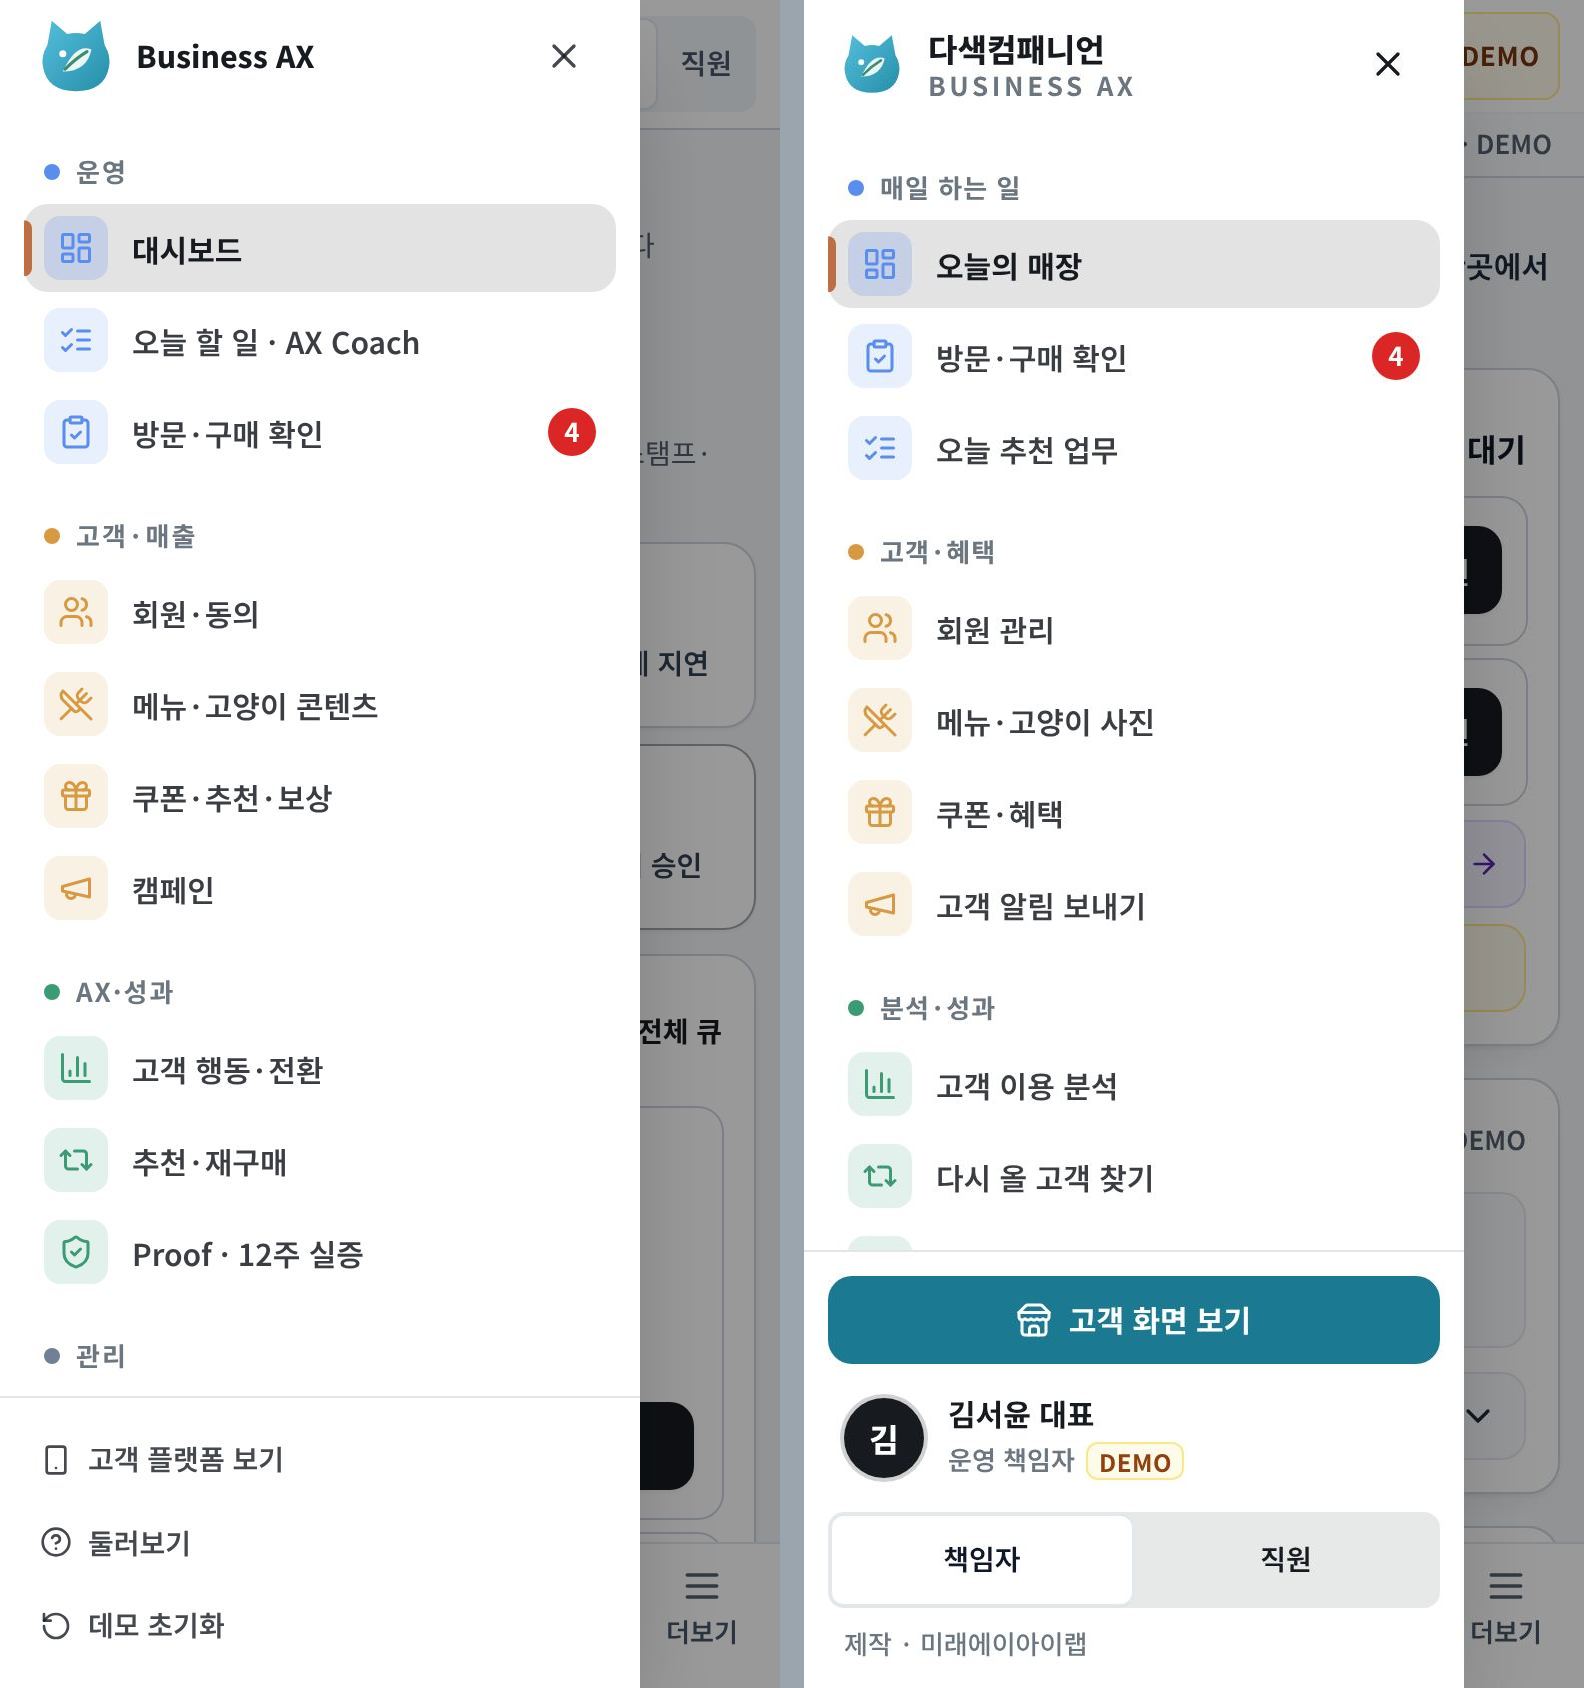 Business AX
직원
운영
대시보드
오늘 할 일 · AX Coach
방문·구매 확인
4
고객·매출
회원·동의
메뉴·고양이 콘텐츠
쿠폰·추천·보상
캠페인
AX·성과
고객 행동·전환
추천·재구매
Proof · 12주 실증
관리
고객 플랫폼 보기
둘러보기
데모 초기화
다
탬프·
지연
승인
전체 큐
더보기
다색컴패니언
BUSINESS AX
매일 하는 일
오늘의 매장
방문·구매 확인
4
오늘 추천 업무
고객·혜택
회원 관리
메뉴·고양이 사진
쿠폰·혜택
고객 알림 보내기
분석·성과
고객 이용 분석
다시 올 고객 찾기
고객 화면 보기
김
김서윤 대표
운영 책임자 DEMO
책임자
직원
제작 · 미래에이아이랩
DEMO
· DEMO
곳에서
대기
DEMO
더보기